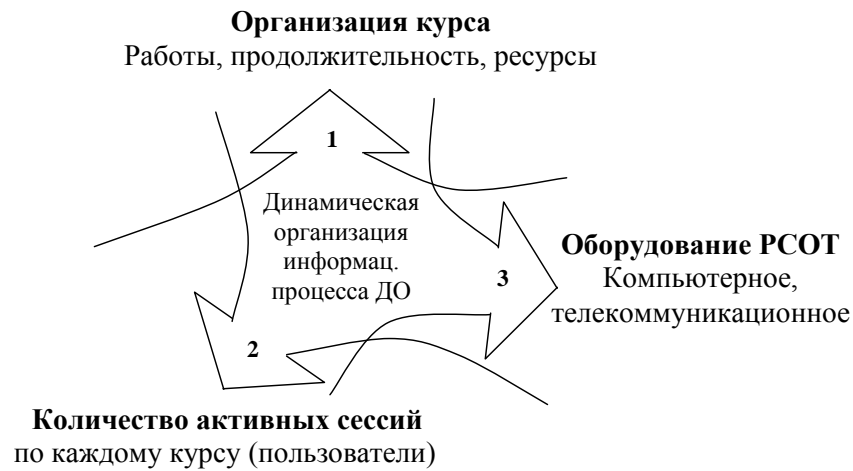 Организация курса
Работы, продолжительность, ресурсы
1
Динамическая
организация
информац.
процесса ДО
3
Оборудование РСОТ
Компьютерное,
телекоммуникационное
2
Количество активных сессий
по каждому курсу (пользователи)